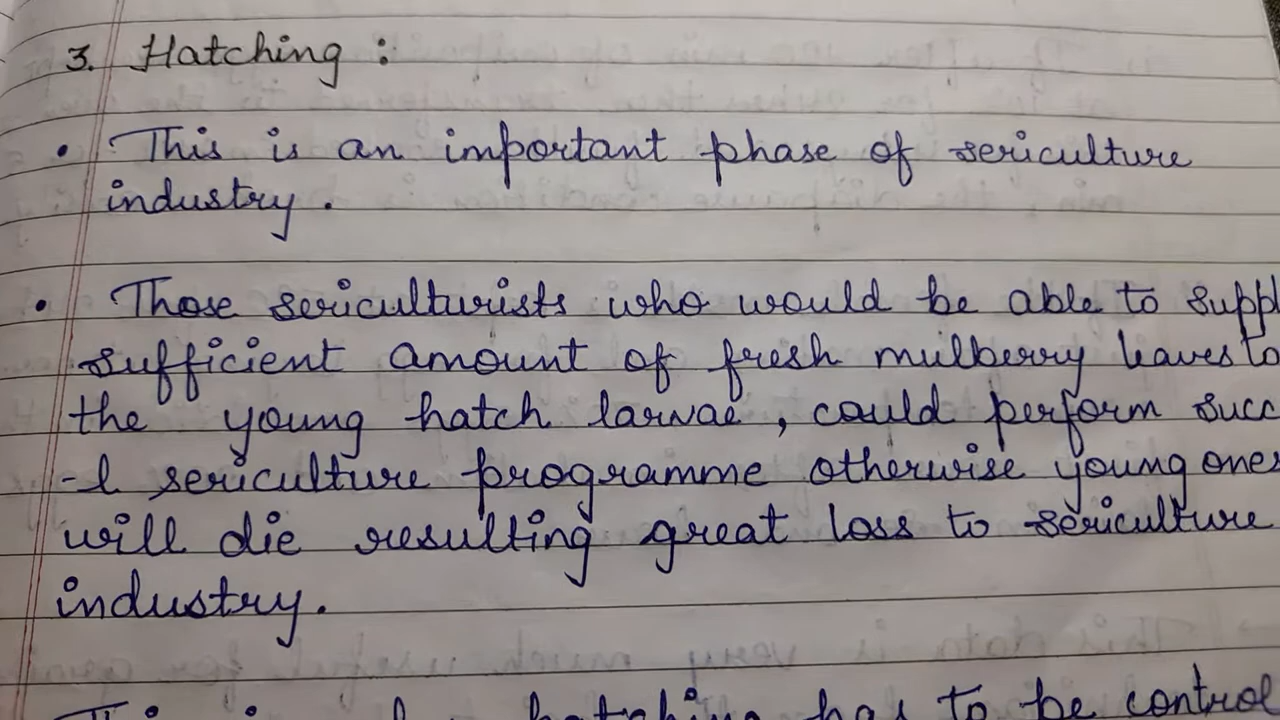 3. Hatching :
• This is an important phase of sericulture
industry.
• Those sericulturists who would be able to suppl
sufficient amount of fresh mulberry leaves to
the young hatch larvae, could perform succ
-l sericulture programme otherwise young ones
will die resulting great loss to sericulture
industry.
hatching has to be control